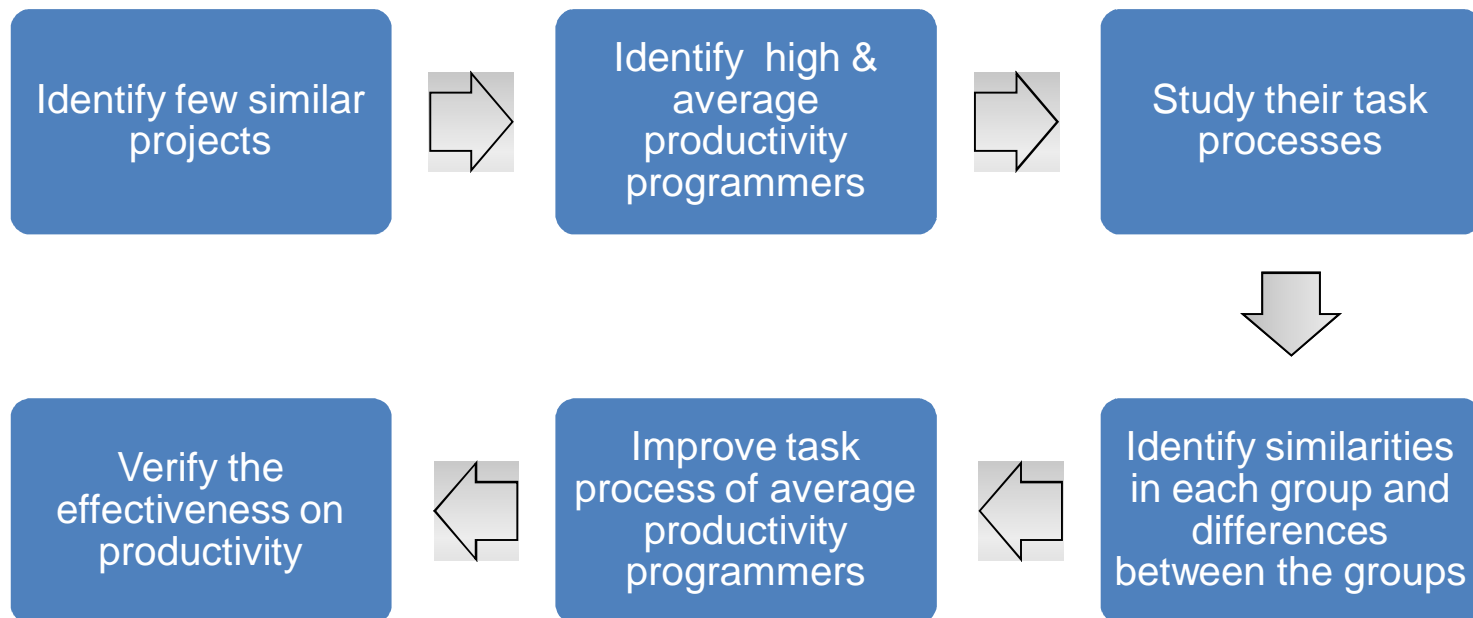 Identify few similar
projects
Identify high &
average
productivity
programmers
Study their task
processes
Identify similarities
in each group and
differences
between the groups
Improve task
process of average
productivity
programmers
Verify the
effectiveness on
productivity